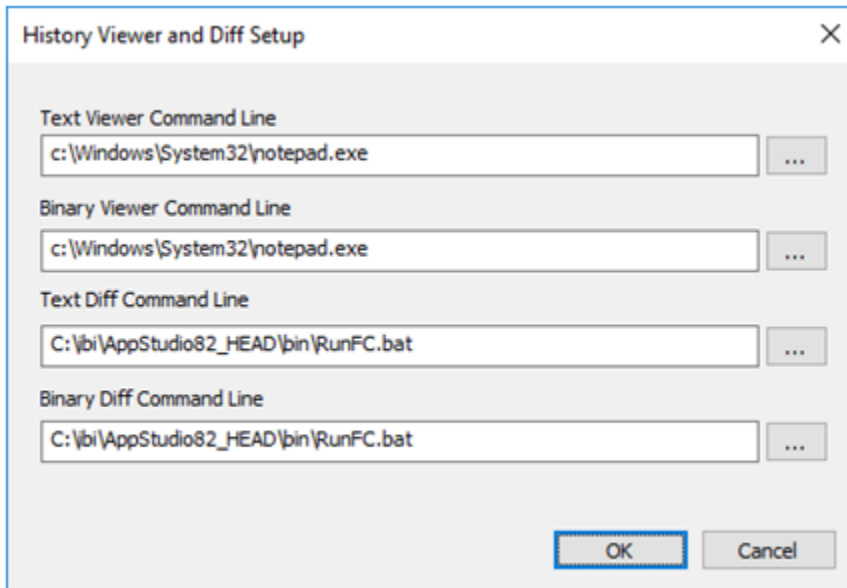 History Viewer and Diff Setup
Text Viewer Command Line
c:\Windows\System32\notepad.exe
...
Binary Viewer Command Line
c:\Windows\System32\notepad.exe
...
Text Diff Command Line
C:\ibi\AppStudio82_HEAD\bin\RunFC.bat
...
Binary Diff Command Line
C:\ibi\AppStudio82_HEAD\bin\RunFC.bat
...
OK Cancel